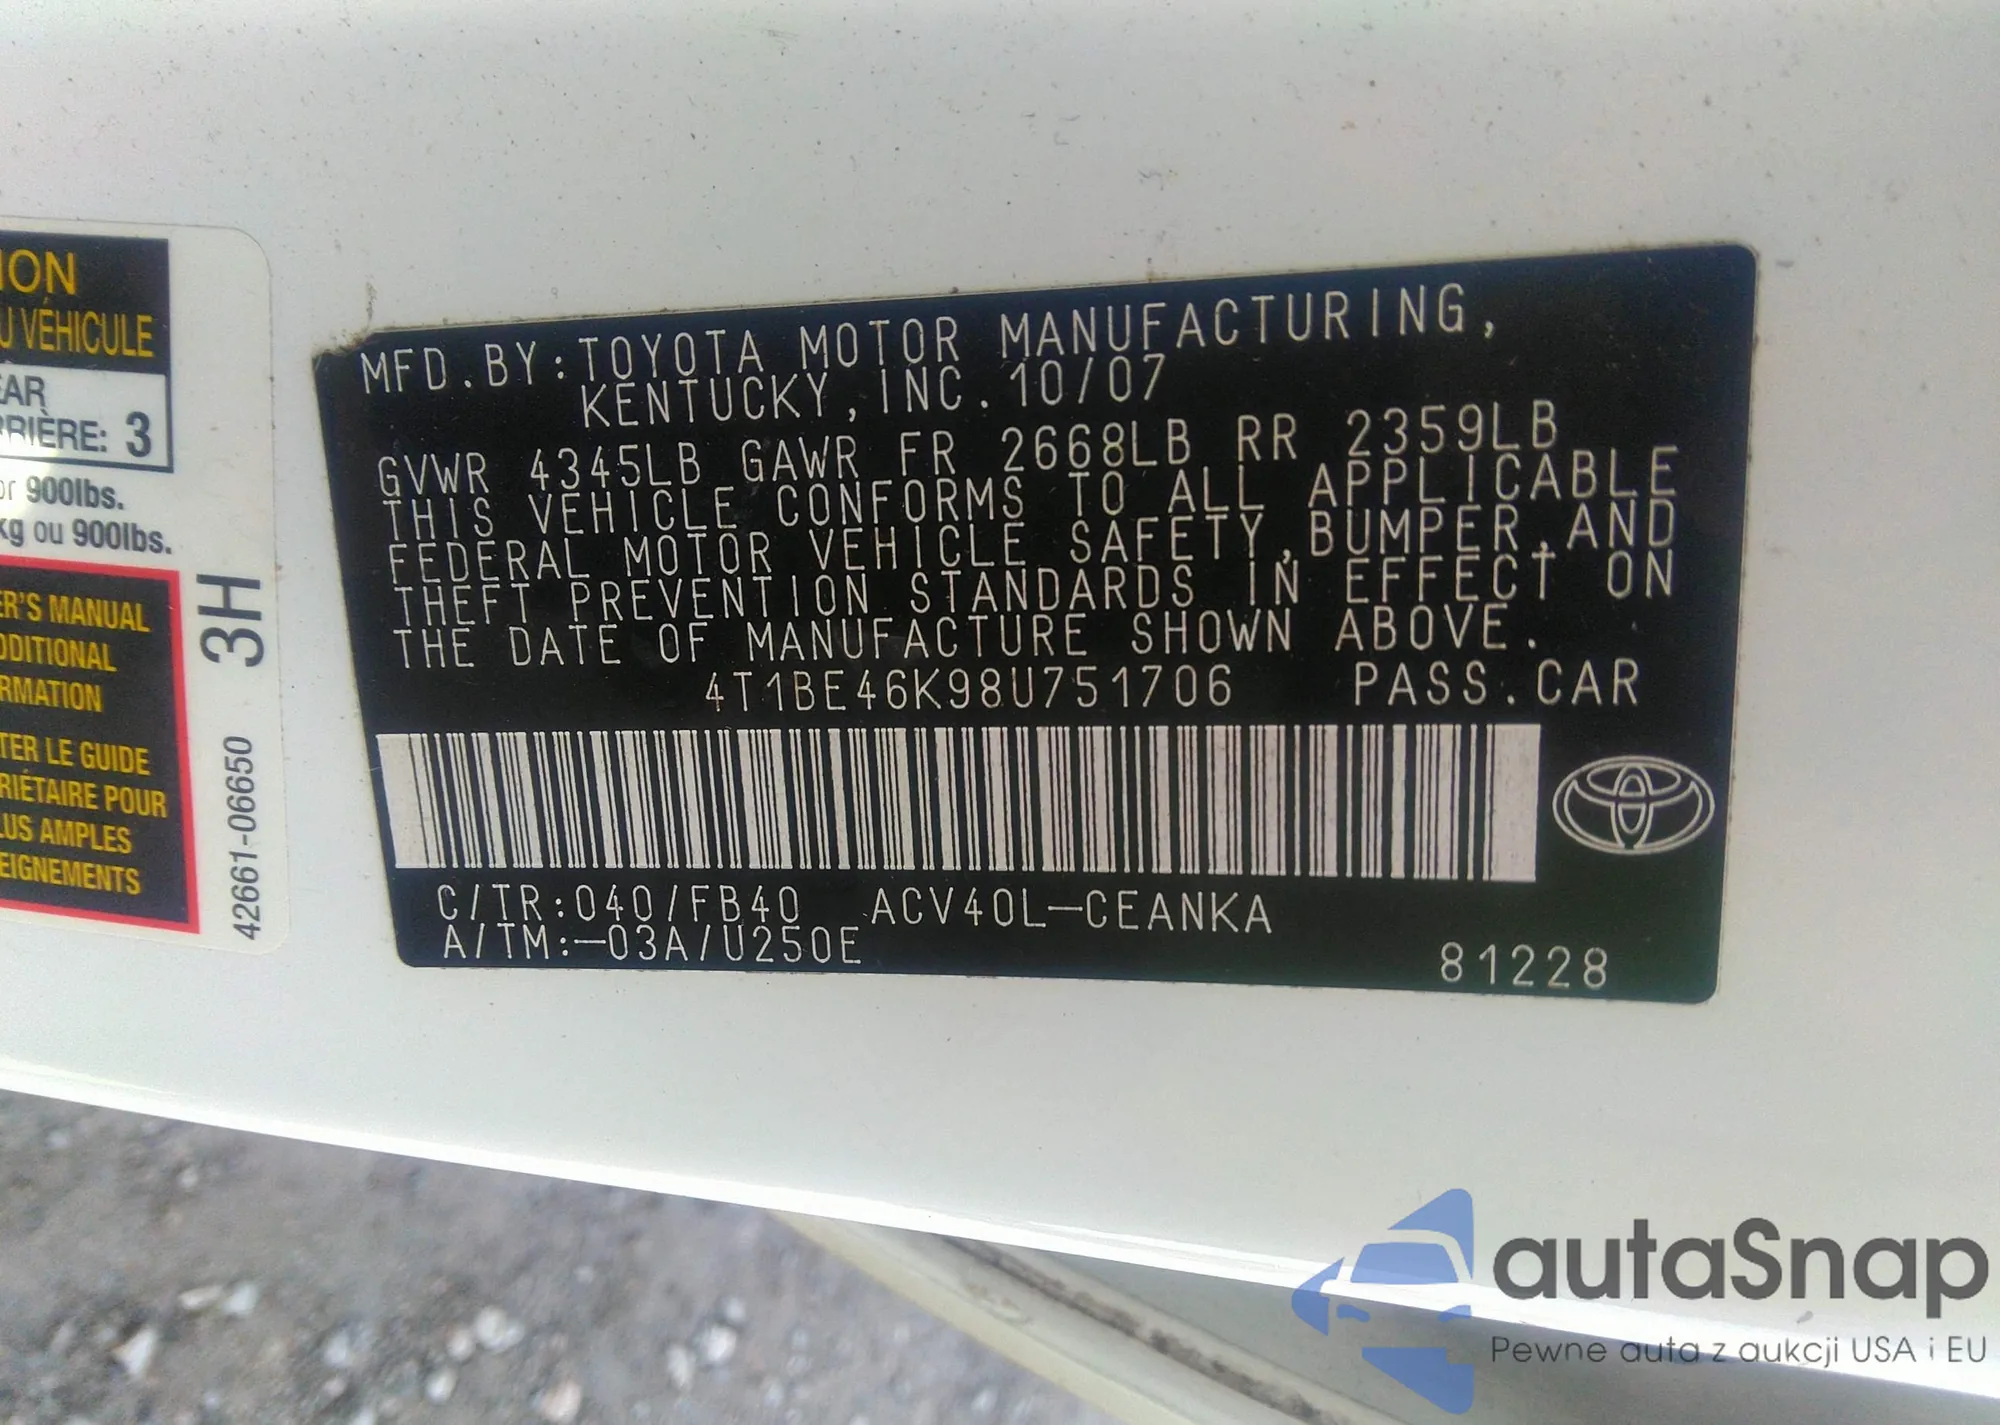 ION
U VÉHICULE
EAR
RRIÈRE: 3
or 900lbs.
kg ou 900lbs.
ER'S MANUAL
DDITIONAL
RMATION
TER LE GUIDE
RIÉTAIRE POUR
LUS AMPLES
EIGNEMENTS
3H
42661-06650
MFD.BY:TOYOTA MOTOR MANUFACTURING,
KENTUCKY,INC.10/07
GVWR 4345LB GAWR FR 2668LB RR 2359LB
THIS VEHICLE CONFORMS TO ALL APPLICABLE
FEDERAL MOTOR VEHICLE SAFETY,BUMPER,AND
THEFT PREVENTION STANDARDS IN EFFECT ON
THE DATE OF MANUFACTURE SHOWN ABOVE.
4T1BE46K98U751706 PASS.CAR
C/TR:040/FB40 ACV40L-CEANKA
A/TM:-03A/U250E
81228
autaSnap
Pewne auta z aukcji USA i EU